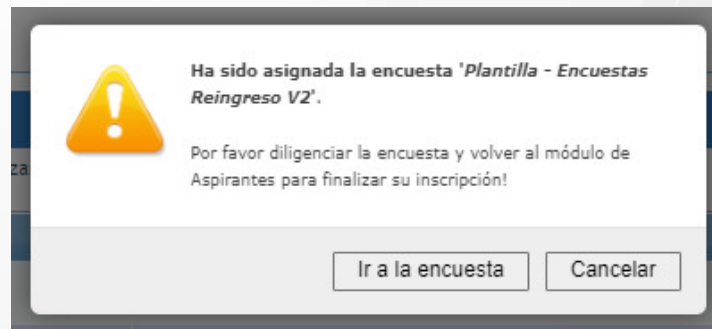 Ha sido asignada la encuesta 'Plantilla - Encuestas
Reingreso V2'.
Por favor diligenciar la encuesta y volver al módulo de
Aspirantes para finalizar su inscripción!
Ir a la encuesta
Cancelar